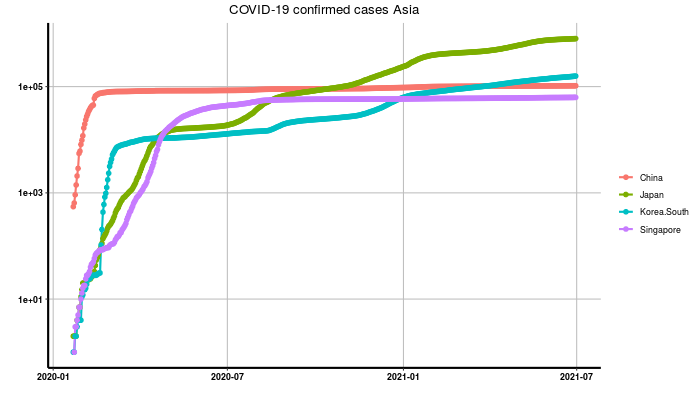 COVID-19 confirmed cases Asia
1e+05
1e+03
1e+01
2020-01
2020-07
2021-01
2021-07
China
Japan
Korea.South
Singapore